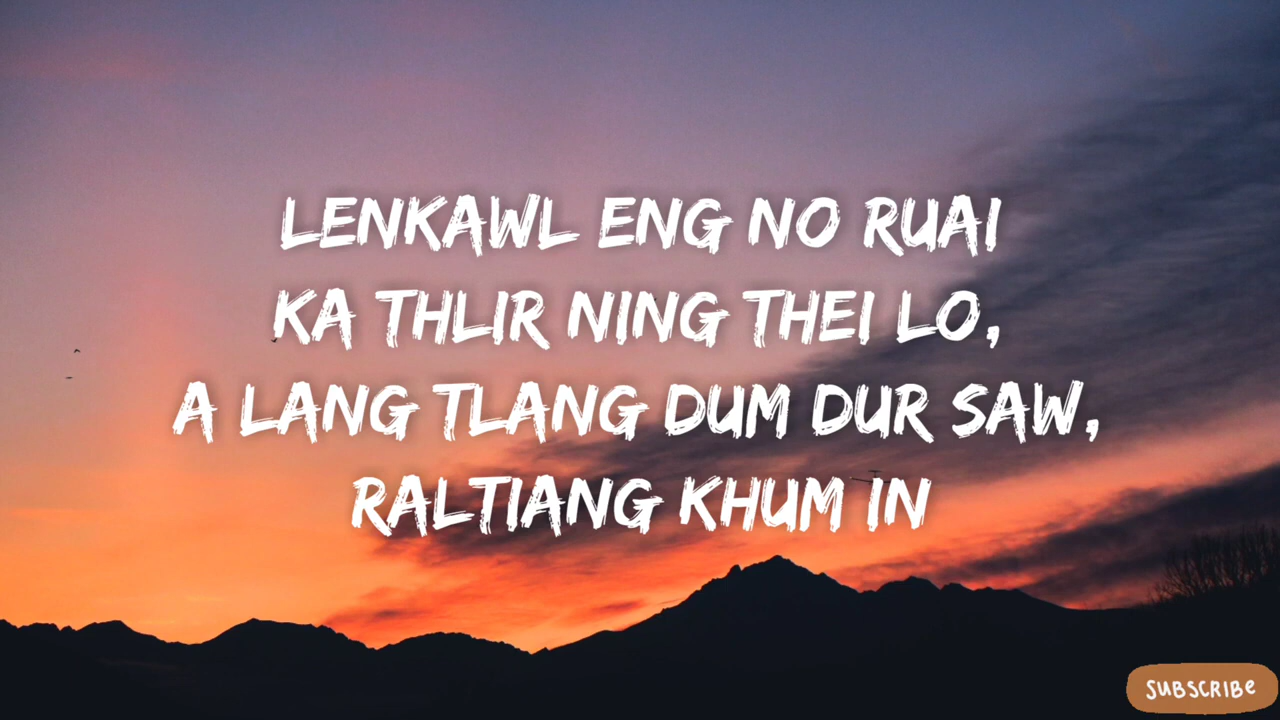 LENKAWL ENG NO RUAI
KA THLIR NING THEI LO,
A LANG TLANG DUM DUR SAW,
RALTIANG KHUM IN
SUBSCRIBE